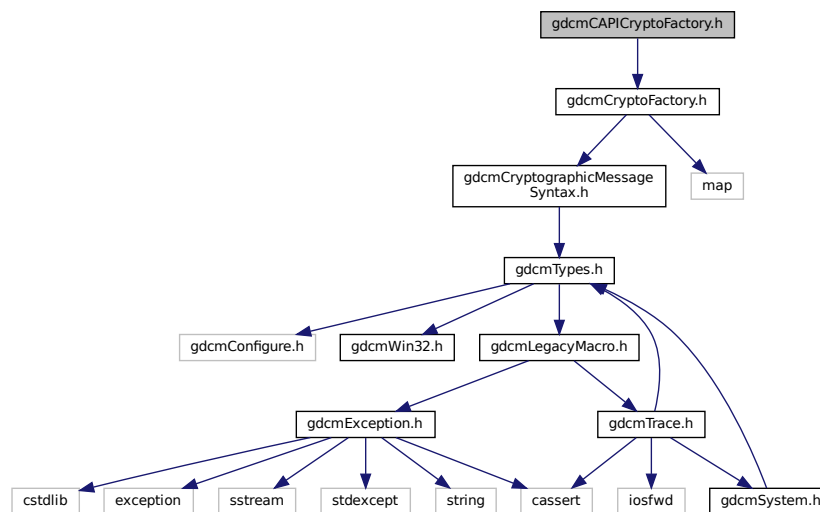 gdcmCAPICryptoFactory.h
gdcmCryptoFactory.h
gdcmCryptographicMessage
Syntax.h
map
gdcmTypes.h
gdcmConfigure.h
gdcmWin32.h
gdcmLegacyMacro.h
gdcmException.h
gdcmTrace.h
cstdlib
exception
sstream
stdexcept
string
cassert
iosfwd
gdcmSystem.h